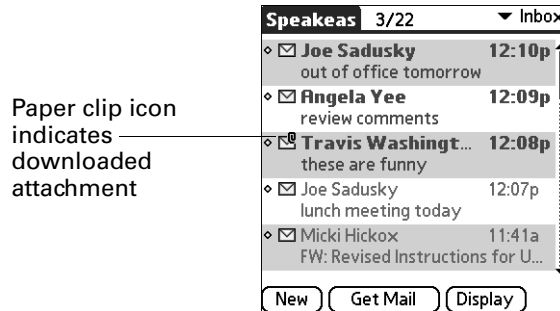 Speakeas 3/22 Inbox
Joe Sadusky 12:10p
out of office tomorrow
Angela Yee 12:09p
review comments
Paper clip icon
indicates
downloaded
attachment
Travis Washingt... 12:08p
these are funny
Joe Sadusky 12:07p
lunch meeting today
Micki Hickox 11:41a
FW: Revised Instructions for U...
New Get Mail Display